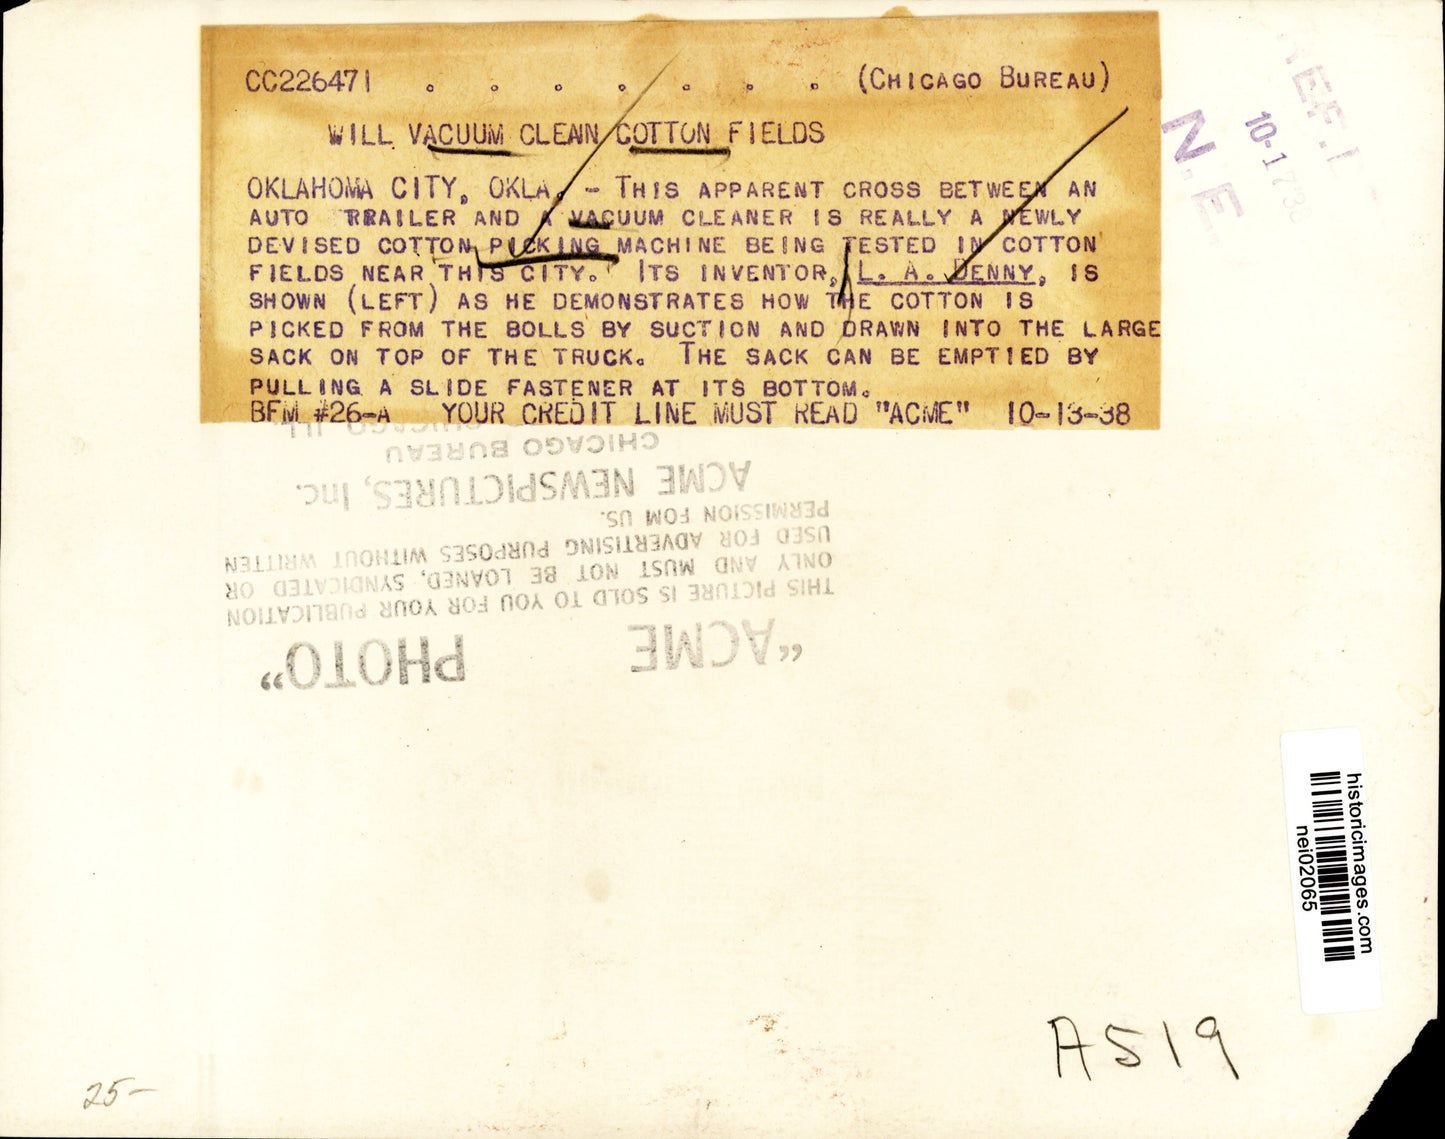 CC226471 . . . . . . . (CHICAGO BUREAU)
WILL VACUUM CLEAN COTTON FIELDS
OKLAHOMA CITY, OKLA. - THIS APPARENT CROSS BETWEEN AN
AUTO TRAILER AND A VACUUM CLEANER IS REALLY A NEWLY
DEVISED COTTON PICKING MACHINE BEING TESTED IN COTTON
FIELDS NEAR THIS CITY. ITS INVENTOR, L. A. DENNY, IS
SHOWN (LEFT) AS HE DEMONSTRATES HOW THE COTTON IS
PICKED FROM THE BOLLS BY SUCTION AND DRAWN INTO THE LARGE
SACK ON TOP OF THE TRUCK. THE SACK CAN BE EMPTIED BY
PULLING A SLIDE FASTENER AT ITS BOTTOM.
BFM #26-A YOUR CREDIT LINE MUST READ "ACME" 10-13-38
"ACME PHOTO"
THIS PICTURE IS SOLD TO YOU FOR YOUR PUBLICATION
ONLY AND MUST NOT BE LOANED, SYNDICATED OR
USED FOR ADVERTISING PURPOSES WITHOUT WRITTEN
PERMISSION FOM US.
ACME NEWSPICTURES, Inc.
CHICAGO BUREAU
CHICAGO ILL
N.E.
10-1738
historicimages.com
nei02065
A519
25-